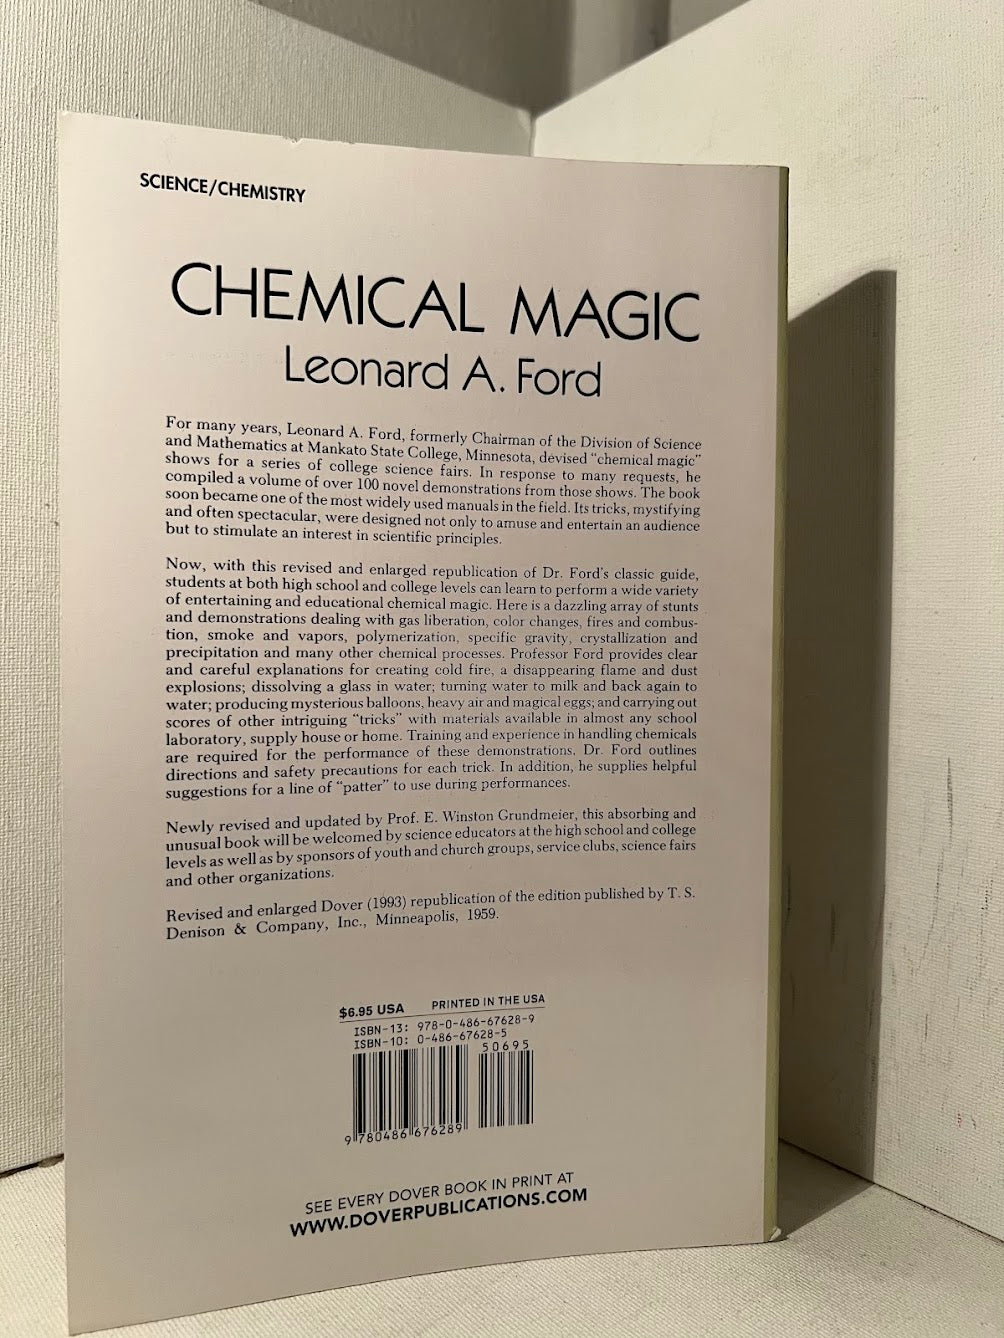 SCIENCE/CHEMISTRY
CHEMICAL MAGIC
Leonard A. Ford
For many years, Leonard A. Ford, formerly Chairman of the Division of Science
and Mathematics at Mankato State College, Minnesota, devised “chemical magic”
shows for a series of college science fairs. In response to many requests, he
compiled a volume of over 100 novel demonstrations from those shows. The book
soon became one of the most widely used manuals in the field. Its tricks, mystifying
and often spectacular, were designed not only to amuse and entertain an audience
but to stimulate an interest in scientific principles.
Now, with this revised and enlarged republication of Dr. Ford’s classic guide,
students at both high school and college levels can learn to perform a wide variety
of entertaining and educational chemical magic. Here is a dazzling array of stunts
and demonstrations dealing with gas liberation, color changes, fires and combus-
tion, smoke and vapors, polymerization, specific gravity, crystallization and
precipitation and many other chemical processes. Professor Ford provides clear
and careful explanations for creating cold fire, a disappearing flame and dust
explosions; dissolving a glass in water; turning water to milk and back again to
water; producing mysterious balloons, heavy air and magical eggs; and carrying out
scores of other intriguing “tricks” with materials available in almost any school
laboratory, supply house or home. Training and experience in handling chemicals
are required for the performance of these demonstrations. Dr. Ford outlines
directions and safety precautions for each trick. In addition, he supplies helpful
suggestions for a line of “patter” to use during performances.
Newly revised and updated by Prof. E. Winston Grundmeier, this absorbing and
unusual book will be welcomed by science educators at the high school and college
levels as well as by sponsors of youth and church groups, service clubs, science fairs
and other organizations.
Revised and enlarged Dover (1993) republication of the edition published by T. S.
Denison & Company, Inc., Minneapolis, 1959.
$6.95 USA PRINTED IN THE USA
ISBN-13: 978-0-486-67628-9
ISBN-10: 0-486-67628-5
50695
9 780486 676289
SEE EVERY DOVER BOOK IN PRINT AT
WWW.DOVERPUBLICATIONS.COM